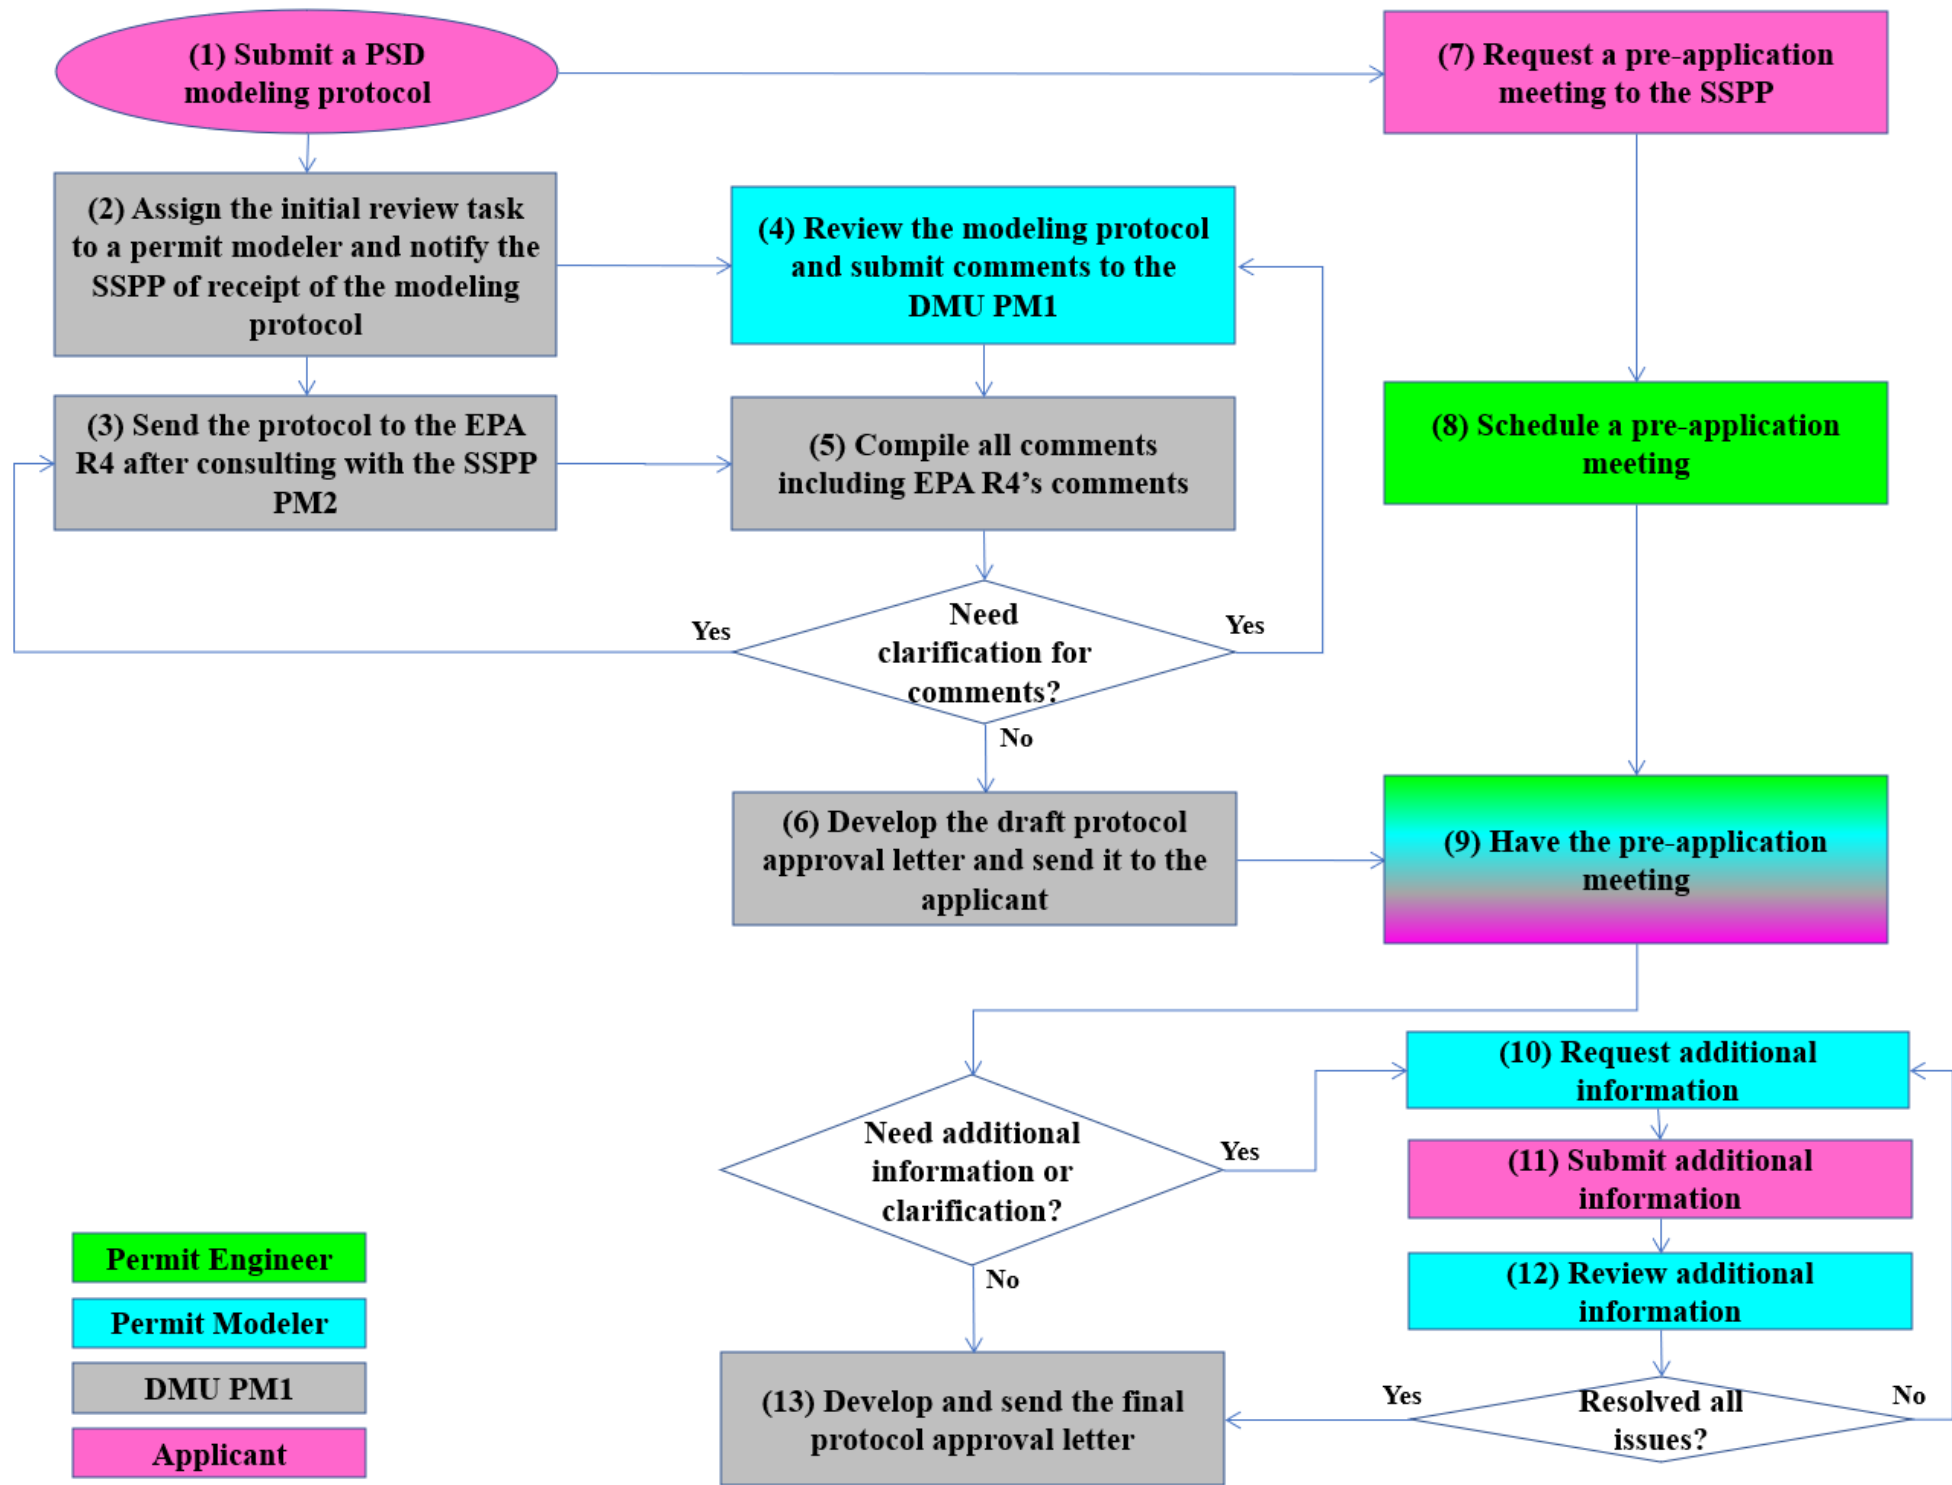 (1) Submit a PSD
modeling protocol
(7) Request a pre-application
meeting to the SSPP
(2) Assign the initial review task
to a permit modeler and notify the
SSPP of receipt of the modeling
protocol
(4) Review the modeling protocol
and submit comments to the
DMU PM1
(3) Send the protocol to the EPA
R4 after consulting with the SSPP
PM2
(5) Compile all comments
including EPA R4’s comments
(8) Schedule a pre-application
meeting
Need
clarification for
comments?
Yes
Yes
No
(6) Develop the draft protocol
approval letter and send it to the
applicant
(9) Have the pre-application
meeting
Need additional
information or
clarification?
Yes
No
(10) Request additional
information
(11) Submit additional
information
(12) Review additional
information
Resolved all
issues?
Yes
No
(13) Develop and send the final
protocol approval letter
Permit Engineer
Permit Modeler
DMU PM1
Applicant